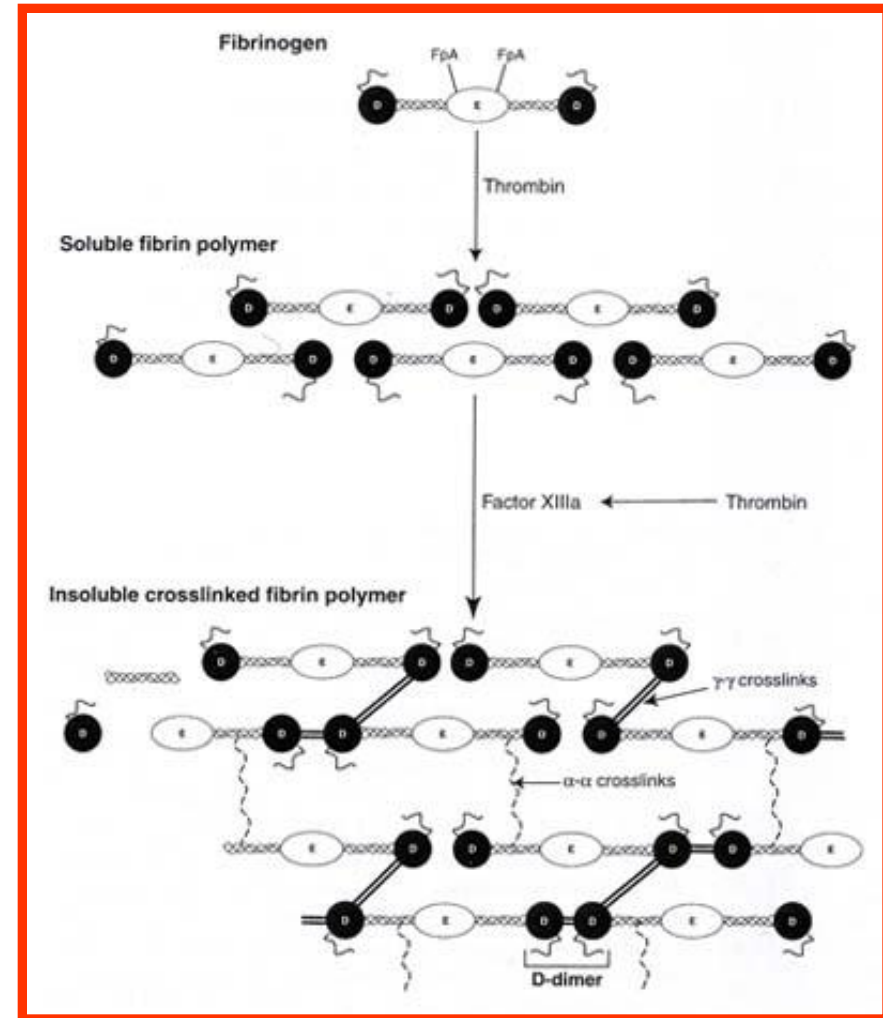 Fibrinogen
FpA FpA
D E D
Thrombin
Soluble fibrin polymer
D E D D E D
D E D D E D D E D
Factor XIIIa Thrombin
Insoluble crosslinked fibrin polymer
D E D D E D
γ-γ crosslinks
D E D D E D D E D
α-α crosslinks
E D D E D D E
D E D D E D
D-dimer